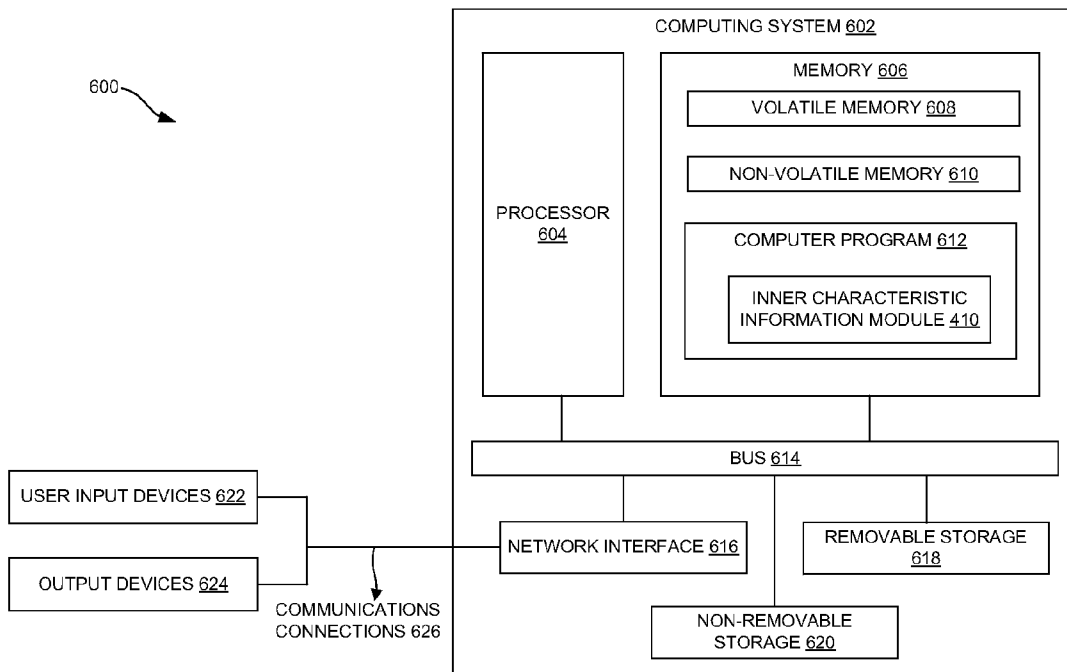 COMPUTING SYSTEM 602
600
MEMORY 606
VOLATILE MEMORY 608
NON-VOLATILE MEMORY 610
PROCESSOR
604
COMPUTER PROGRAM 612
INNER CHARACTERISTIC
INFORMATION MODULE 410
BUS 614
USER INPUT DEVICES 622
OUTPUT DEVICES 624
NETWORK INTERFACE 616
REMOVABLE STORAGE
618
COMMUNICATIONS
CONNECTIONS 626
NON-REMOVABLE
STORAGE 620